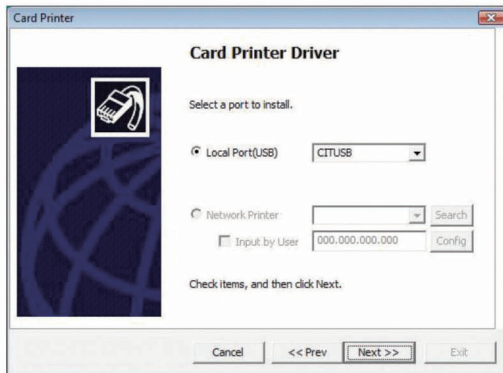 Card Printer
Card Printer Driver
Select a port to install.
Local Port(USB) CITUSB
Network Printer Search
Input by User 000.000.000.000 Config
Check items, and then click Next.
Cancel << Prev Next >> Exit